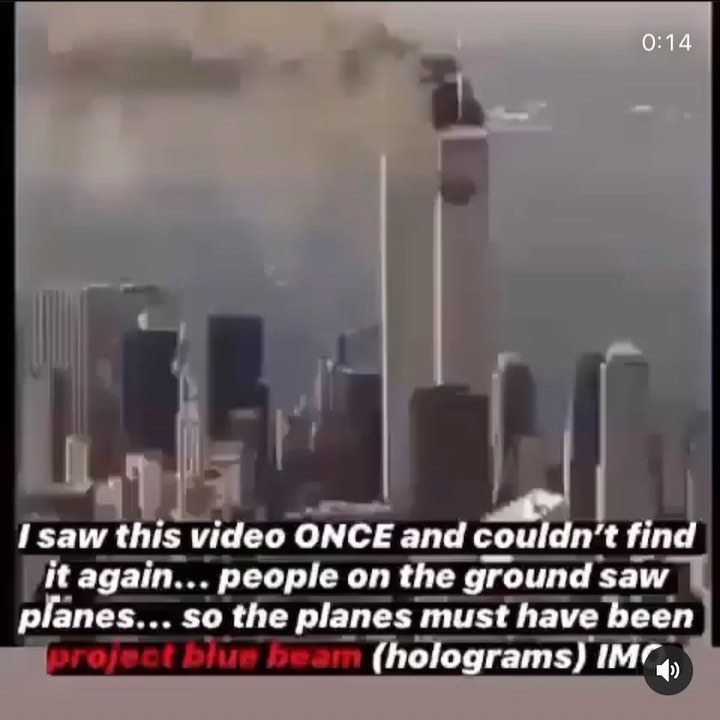 0:14
I saw this video ONCE and couldn't find
it again... people on the ground saw
planes... so the planes must have been
project blue beam (holograms)